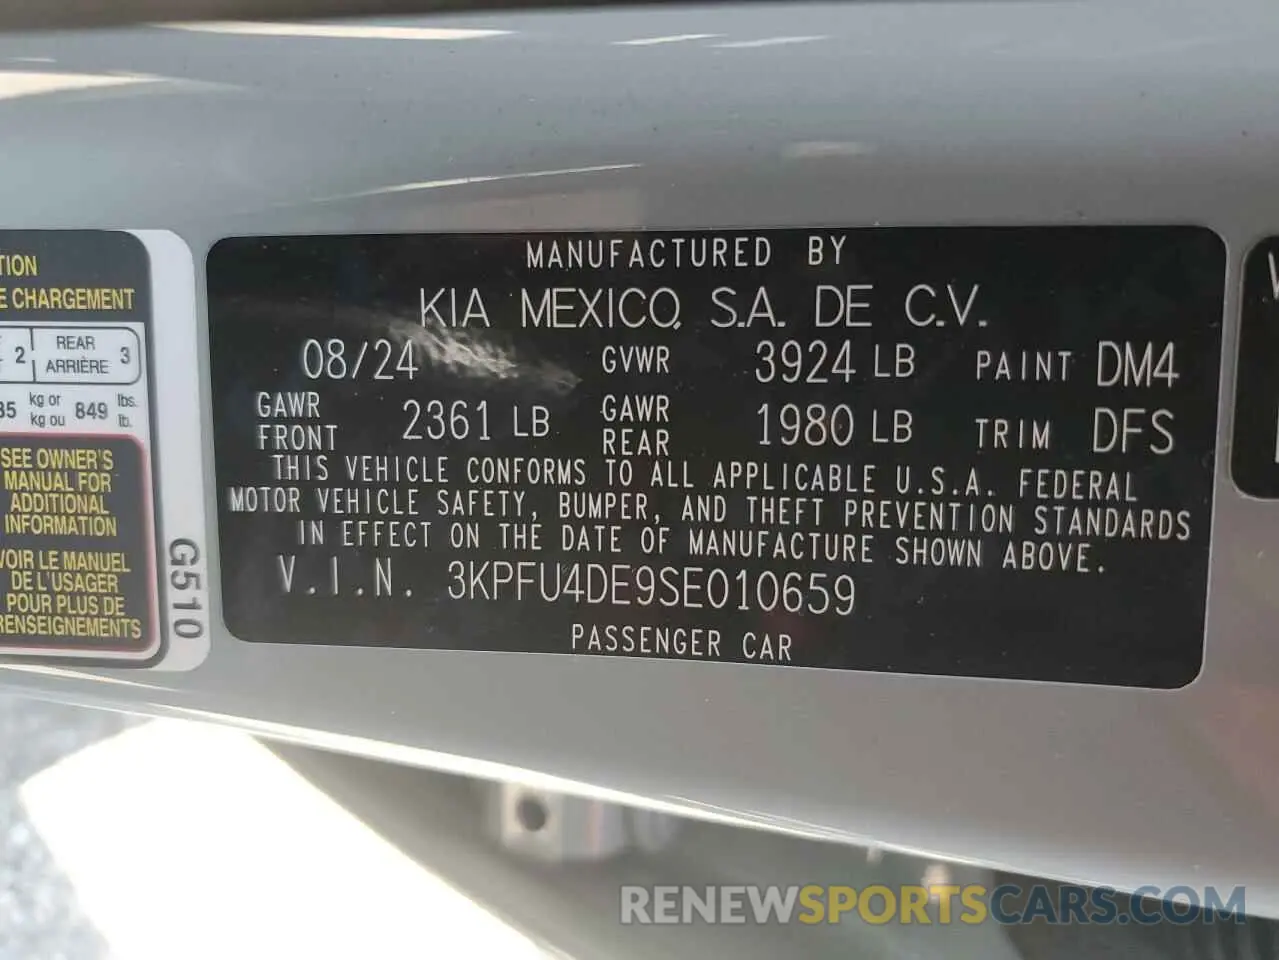 TION
E CHARGEMENT
2 REAR ARRIÈRE 3
35 kg or kg ou 849 lbs. lb.
SEE OWNER'S
MANUAL FOR
ADDITIONAL
INFORMATION
VOIR LE MANUEL
DE L'USAGER
POUR PLUS DE
RENSEIGNEMENTS
G510
MANUFACTURED BY
KIA MEXICO, S.A. DE C.V.
08/24 GVWR 3924 LB PAINT DM4
GAWR FRONT 2361 LB GAWR REAR 1980 LB TRIM DFS
THIS VEHICLE CONFORMS TO ALL APPLICABLE U.S.A. FEDERAL
MOTOR VEHICLE SAFETY, BUMPER, AND THEFT PREVENTION STANDARDS
IN EFFECT ON THE DATE OF MANUFACTURE SHOWN ABOVE.
V.I.N. 3KPFU4DE9SE010659
PASSENGER CAR
RENEWSPORTSCARS.COM